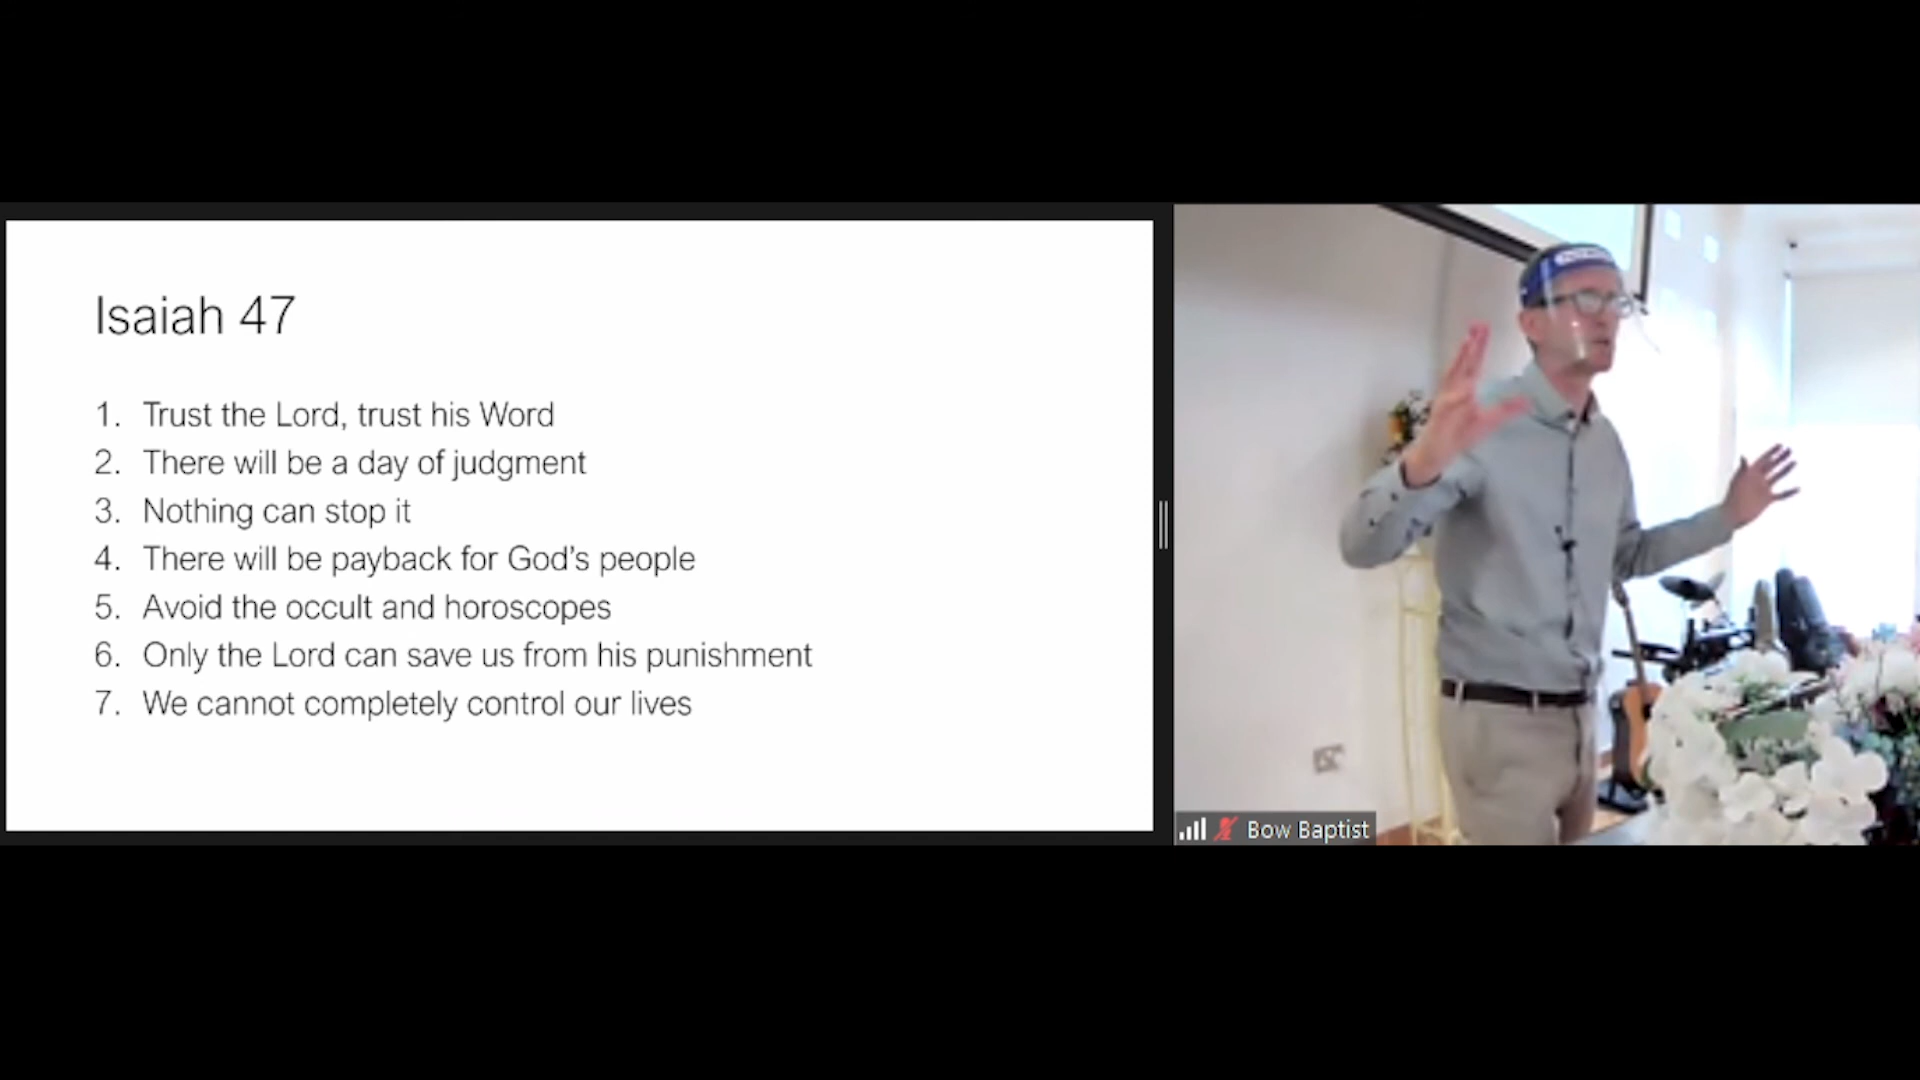 Isaiah 47
1. Trust the Lord, trust his Word
2. There will be a day of judgment
3. Nothing can stop it
4. There will be payback for God's people
5. Avoid the occult and horoscopes
6. Only the Lord can save us from his punishment
7. We cannot completely control our lives
Bow Baptist